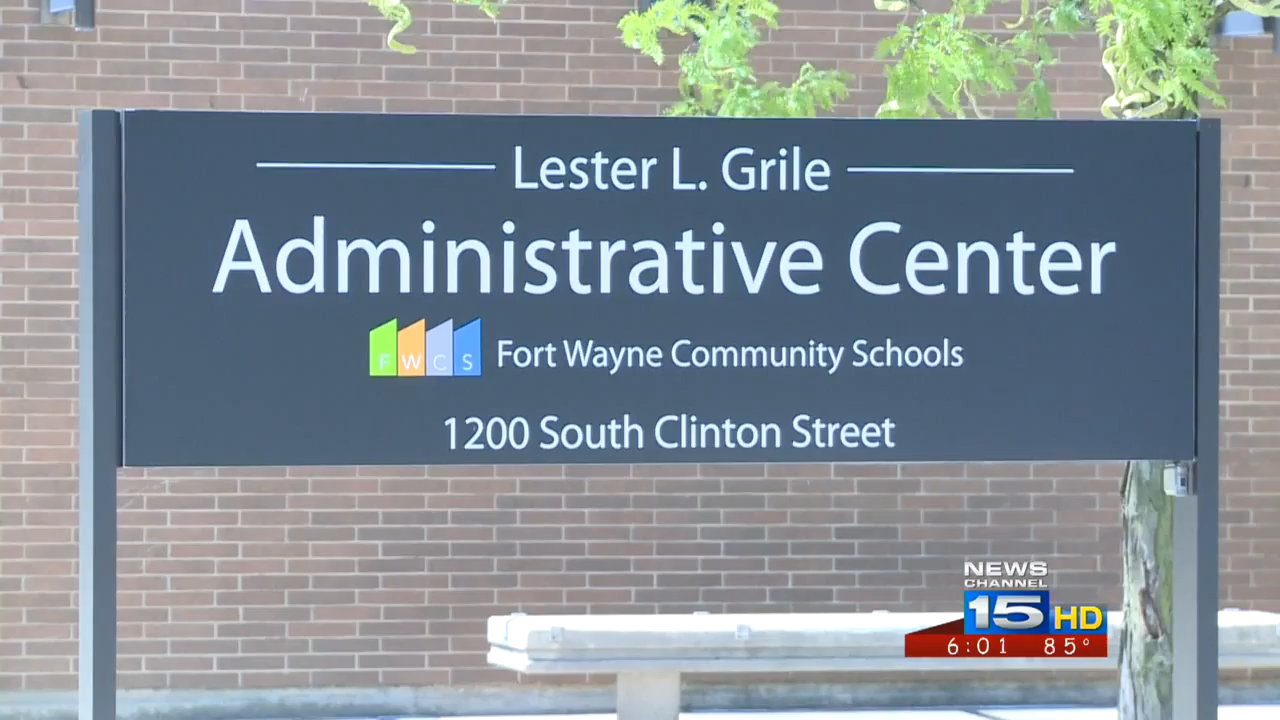 Lester L. Grile
Administrative Center
FWCS Fort Wayne Community Schools
1200 South Clinton Street
NEWS
CHANNEL
15 HD
6:01 85°